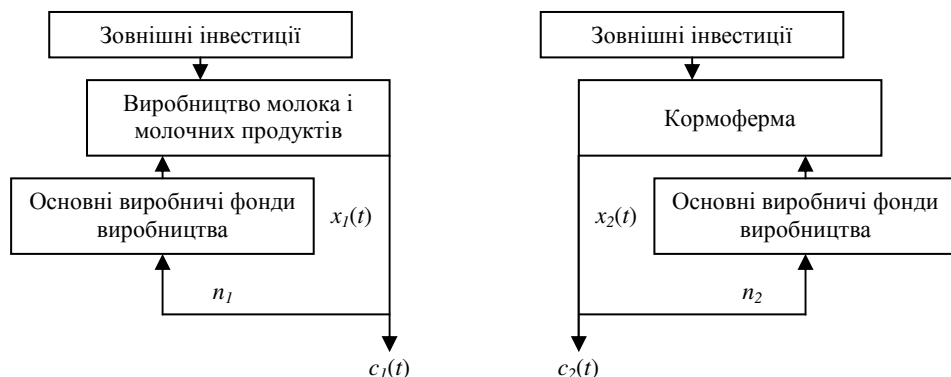 Зовнішні інвестиції
Виробництво молока і
молочних продуктів
Основні виробничі фонди
виробництва
x₁(t)
n₁
c₁(t)
Зовнішні інвестиції
Кормоферма
x₂(t)
Основні виробничі фонди
виробництва
n₂
c₂(t)